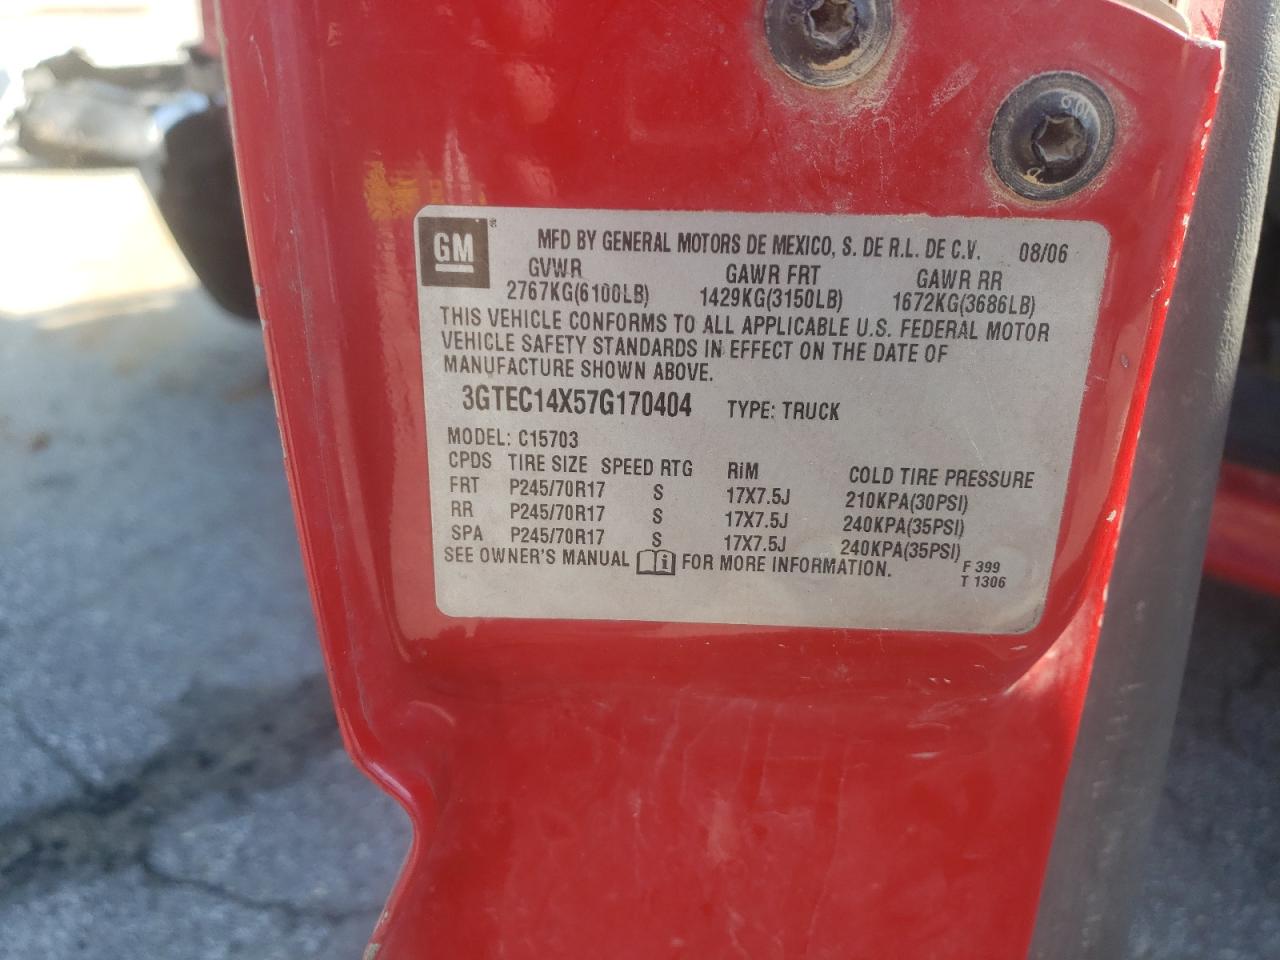 GM ® MFD BY GENERAL MOTORS DE MEXICO, S. DE R.L. DE C.V. 08/06
GVWR GAWR FRT GAWR RR
2767KG(6100LB) 1429KG(3150LB) 1672KG(3686LB)
THIS VEHICLE CONFORMS TO ALL APPLICABLE U.S. FEDERAL MOTOR
VEHICLE SAFETY STANDARDS IN EFFECT ON THE DATE OF
MANUFACTURE SHOWN ABOVE.
3GTEC14X57G170404 TYPE: TRUCK
MODEL: C15703
CPDS TIRE SIZE SPEED RTG RiM COLD TIRE PRESSURE
FRT P245/70R17 S 17X7.5J 210KPA(30PSI)
RR P245/70R17 S 17X7.5J 240KPA(35PSI)
SPA P245/70R17 S 17X7.5J 240KPA(35PSI)
SEE OWNER'S MANUAL i FOR MORE INFORMATION.
F 399
T 1306